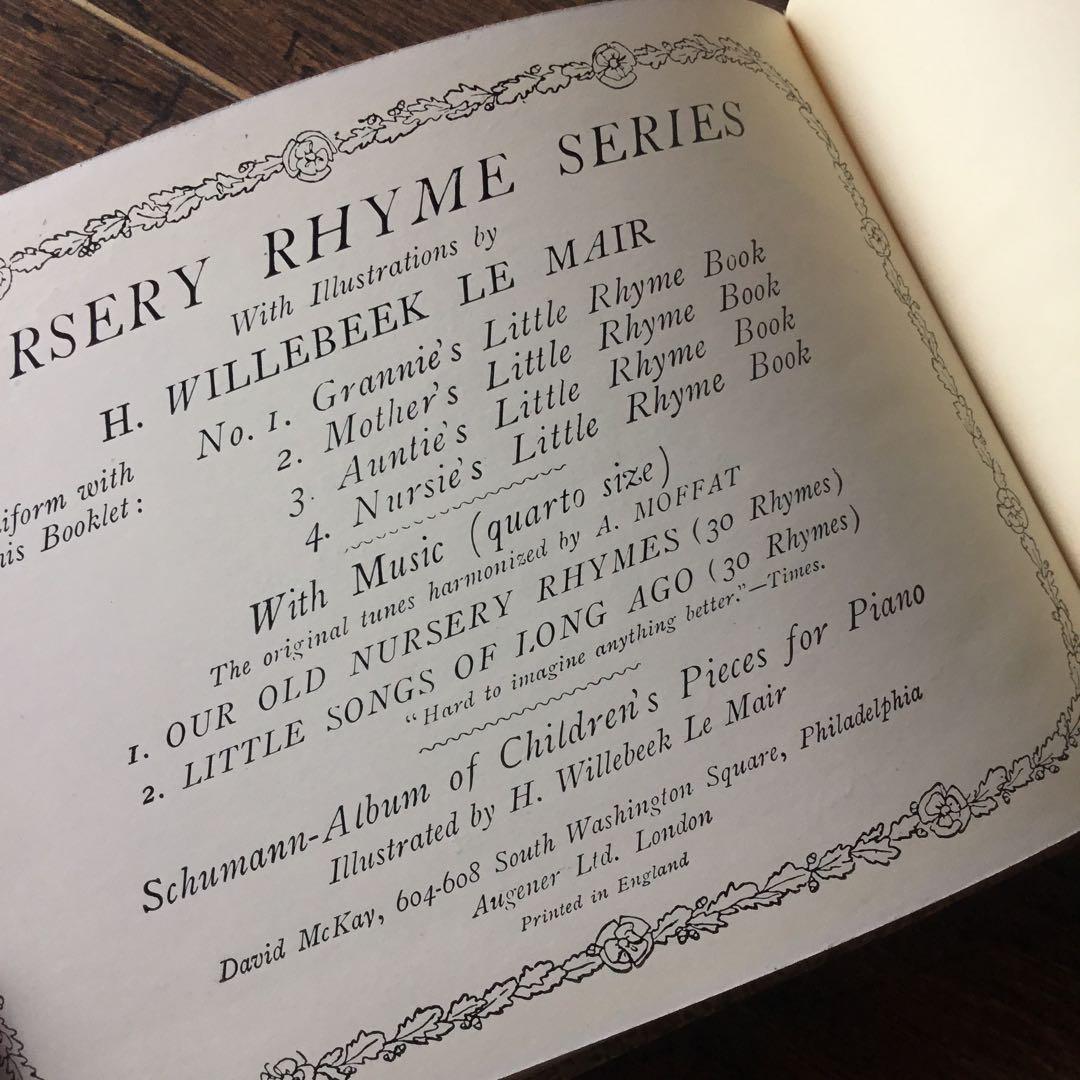 RSERY RHYME SERIES
With Illustrations by
H. WILLEBEEK LE MAIR
iform with
his Booklet:
No. 1. Grannie's Little Rhyme Book
2. Mother's Little Rhyme Book
3. Auntie's Little Rhyme Book
4. Nursie's Little Rhyme Book
With Music (quarto size)
The original tunes harmonized by A. MOFFAT
1. OUR OLD NURSERY RHYMES (30 Rhymes)
2. LITTLE SONGS OF LONG AGO (30 Rhymes)
"Hard to imagine anything better."—Times.
Schumann-Album of Children's Pieces for Piano
Illustrated by H. Willebeek Le Mair
David McKay, 604-608 South Washington Square, Philadelphia
Augener Ltd. London
Printed in England